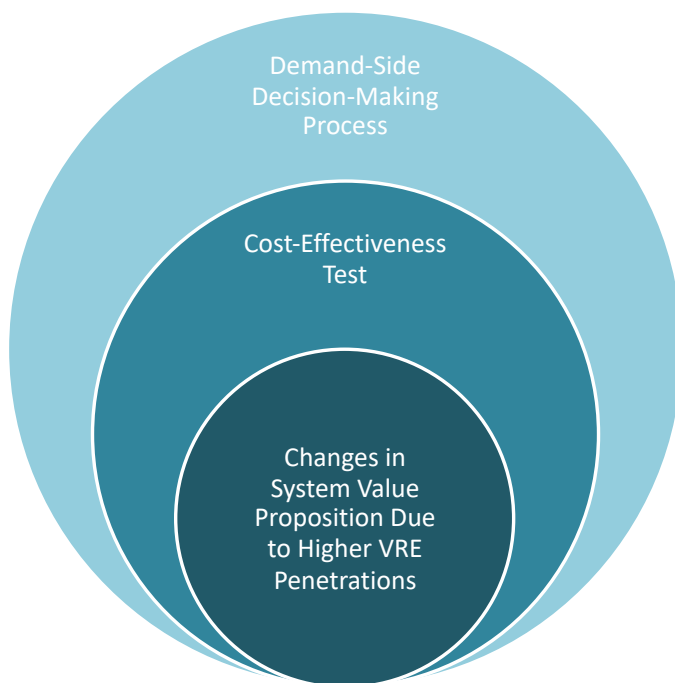 Demand-Side
Decision-Making
Process
Cost-Effectiveness
Test
Changes in
System Value
Proposition Due
to Higher VRE
Penetrations